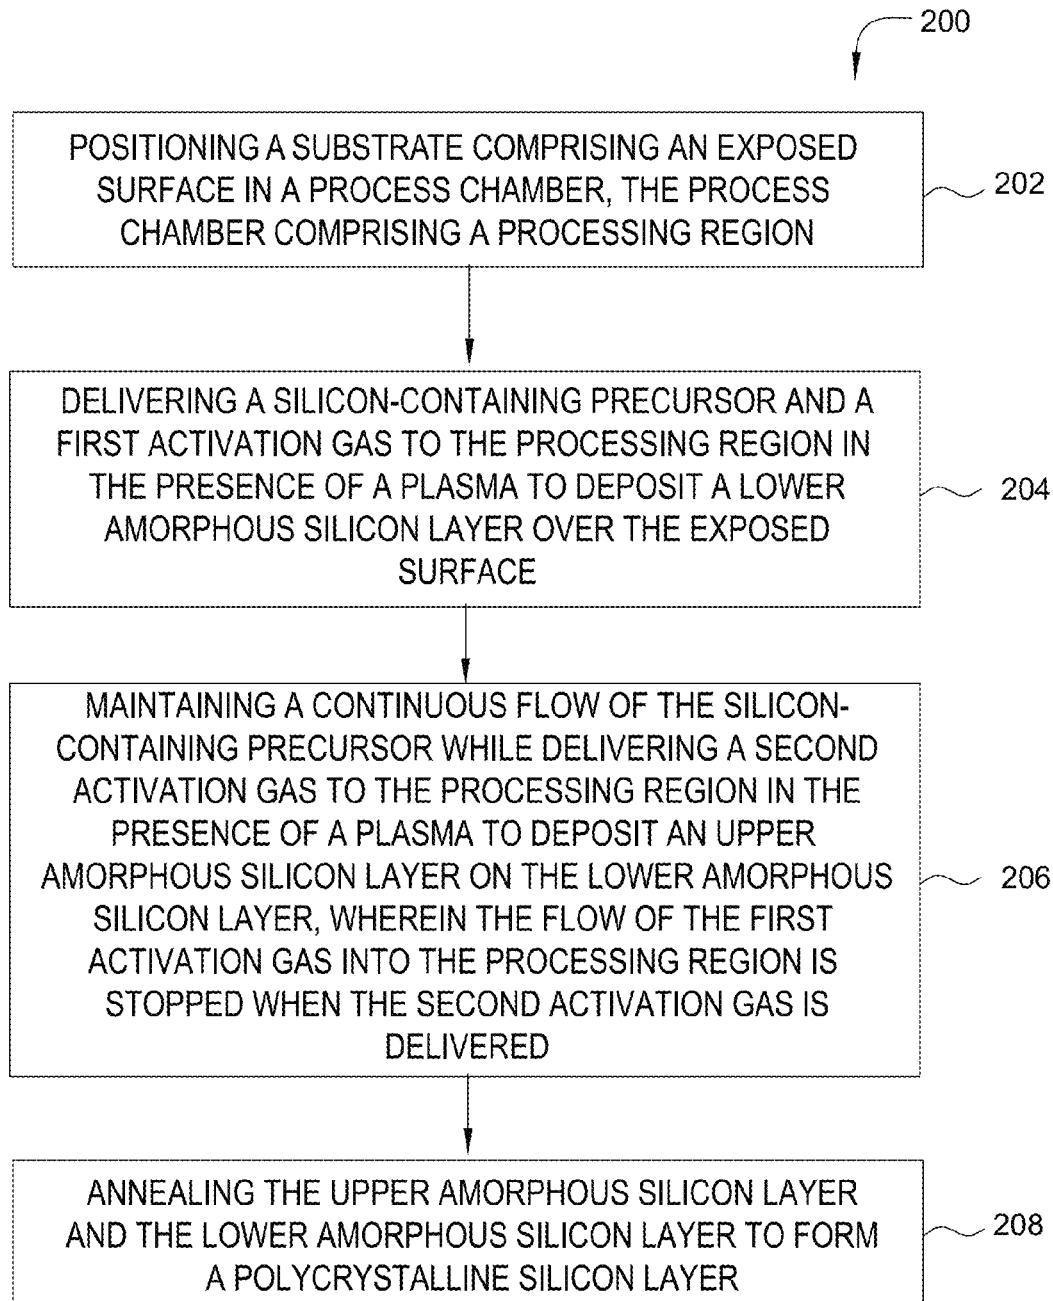 200
POSITIONING A SUBSTRATE COMPRISING AN EXPOSED
SURFACE IN A PROCESS CHAMBER, THE PROCESS
CHAMBER COMPRISING A PROCESSING REGION
202
DELIVERING A SILICON-CONTAINING PRECURSOR AND A
FIRST ACTIVATION GAS TO THE PROCESSING REGION IN
THE PRESENCE OF A PLASMA TO DEPOSIT A LOWER
AMORPHOUS SILICON LAYER OVER THE EXPOSED
SURFACE
204
MAINTAINING A CONTINUOUS FLOW OF THE SILICON-
CONTAINING PRECURSOR WHILE DELIVERING A SECOND
ACTIVATION GAS TO THE PROCESSING REGION IN THE
PRESENCE OF A PLASMA TO DEPOSIT AN UPPER
AMORPHOUS SILICON LAYER ON THE LOWER AMORPHOUS
SILICON LAYER, WHEREIN THE FLOW OF THE FIRST
ACTIVATION GAS INTO THE PROCESSING REGION IS
STOPPED WHEN THE SECOND ACTIVATION GAS IS
DELIVERED
206
ANNEALING THE UPPER AMORPHOUS SILICON LAYER
AND THE LOWER AMORPHOUS SILICON LAYER TO FORM
A POLYCRYSTALLINE SILICON LAYER
208